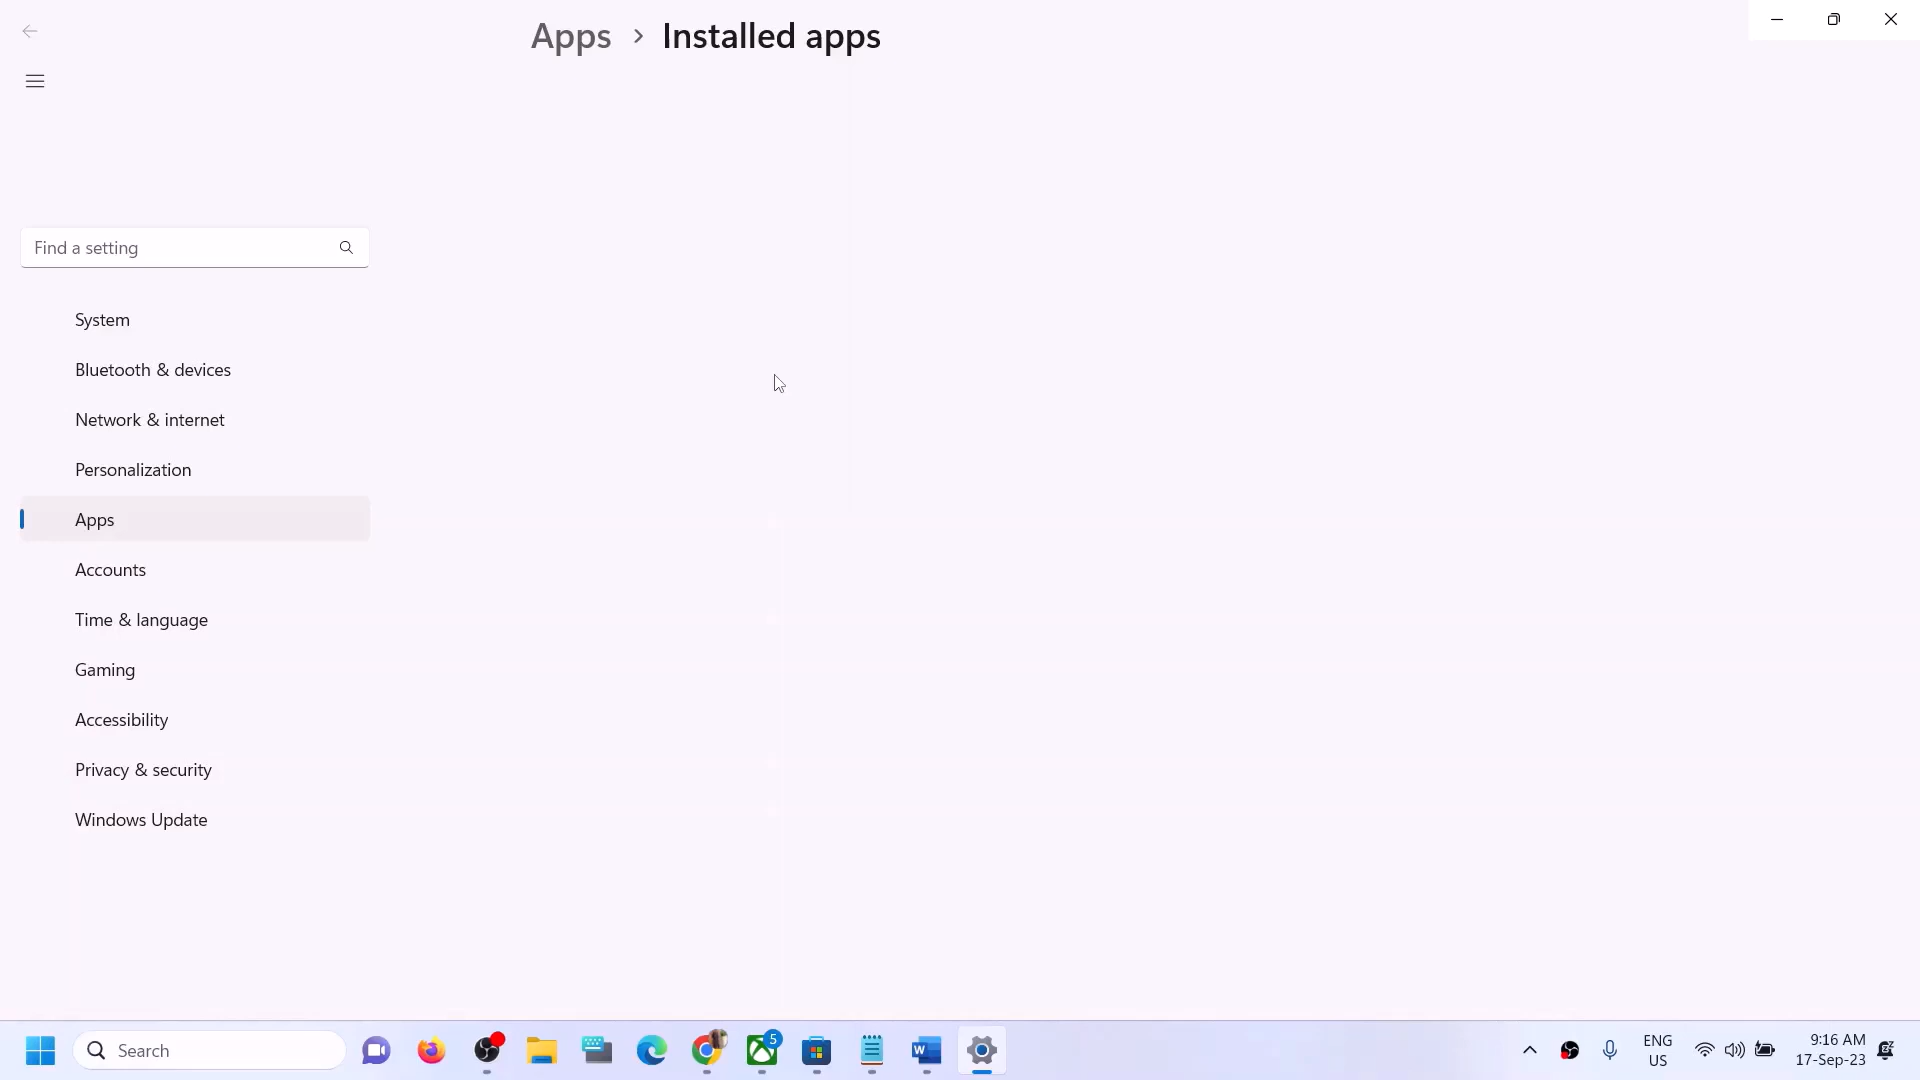 Apps > Installed apps
Find a setting
System
Bluetooth & devices
Network & internet
Personalization
Apps
Accounts
Time & language
Gaming
Accessibility
Privacy & security
Windows Update
Search
5
W
ENG
US
9:16 AM
17-Sep-23